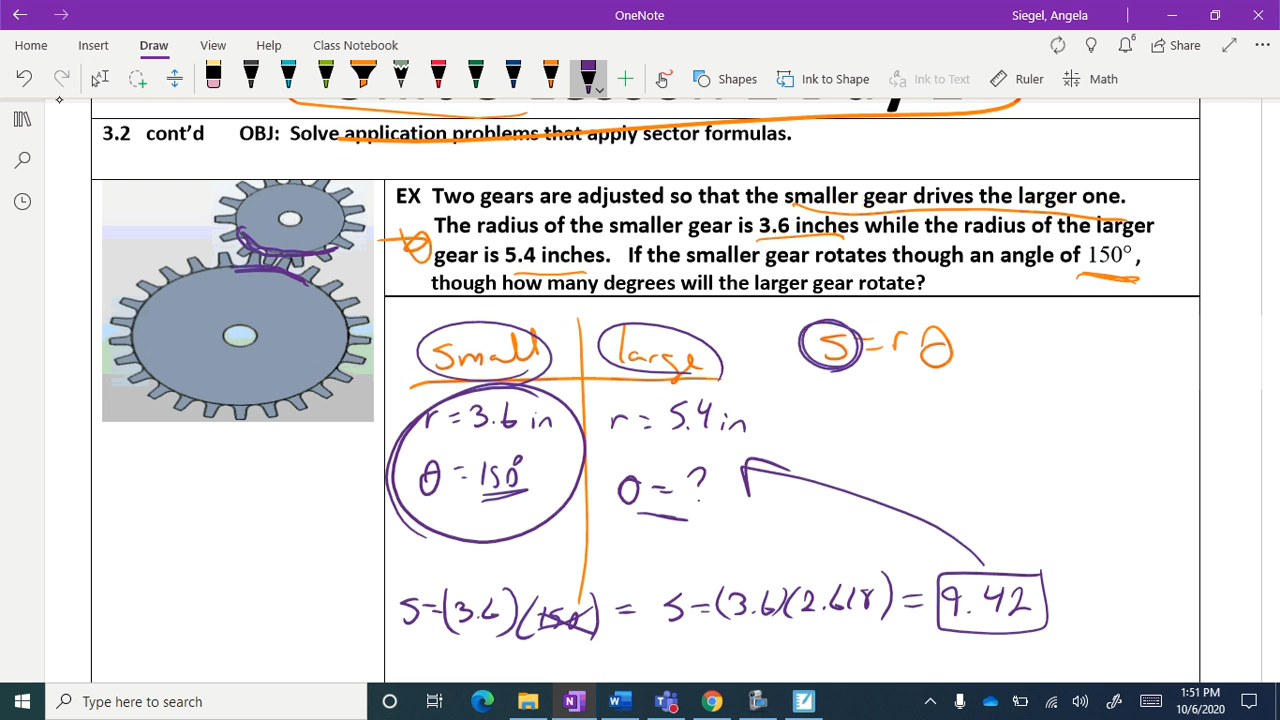 OneNote
Siegel, Angela
Home Insert Draw View Help Class Notebook Share
Shapes Ink to Shape Ink to Text Ruler Math
3.2 cont'd OBJ: Solve application problems that apply sector formulas.
EX Two gears are adjusted so that the smaller gear drives the larger one.
The radius of the smaller gear is 3.6 inches while the radius of the larger
gear is 5.4 inches. If the smaller gear rotates though an angle of 150°,
though how many degrees will the larger gear rotate?
small large S = r θ
r = 3.6 in r = 5.4 in
θ = 150° θ = ?
S=(3.6)(150) = S=(3.6)(2.618) = 9.42
Type here to search
1:51 PM
10/6/2020